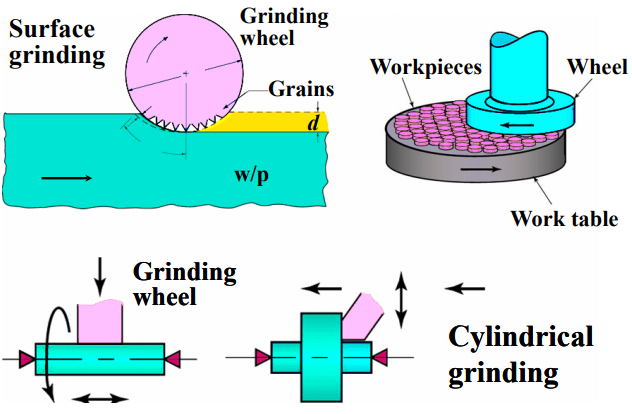 Surface
grinding
Grinding
wheel
Grains
d
w/p
Workpieces
Wheel
Work table
Grinding
wheel
Cylindrical
grinding